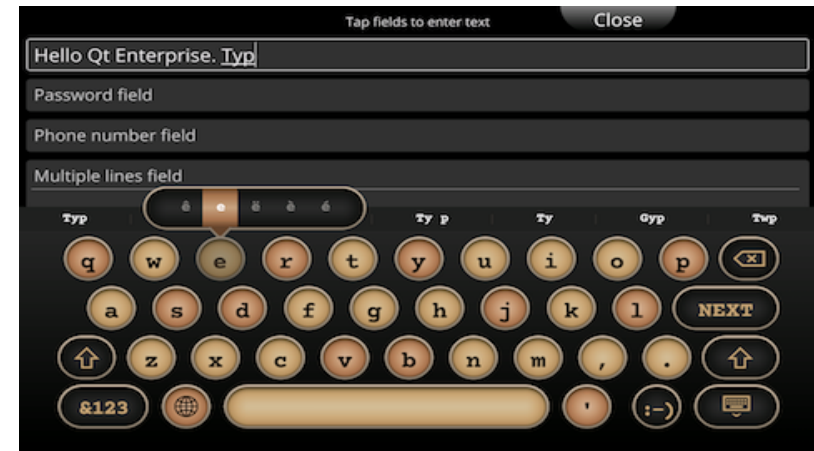 Tap fields to enter text Close
Hello Qt Enterprise. Typ
Password field
Phone number field
Multiple lines field
ê e ë è é
Typ Ty p Ty Gyp Twp
q w e r t y u i o p
a s d f g h j k l NEXT
z x c v b n m , .
&123 ' :-)